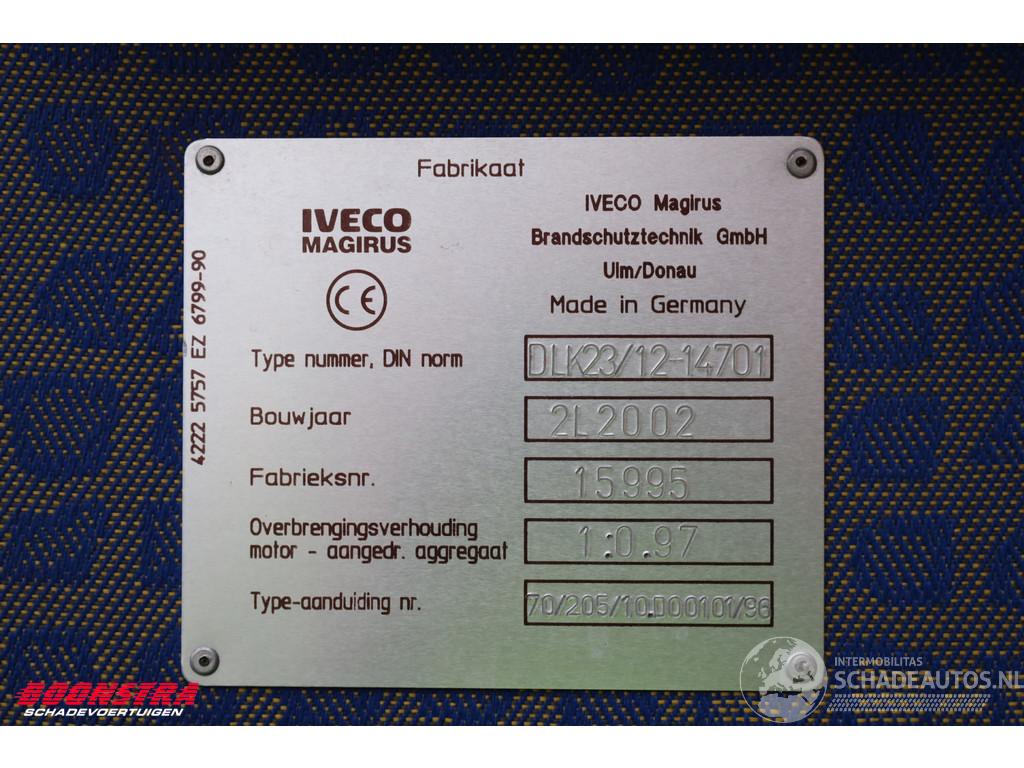 Fabrikaat
IVECO
MAGIRUS
IVECO Magirus
Brandschutztechnik GmbH
Ulm/Donau
Made in Germany
CE
4222 5757 EZ 6799-90
Type nummer, DIN norm DLK23/12-14701
Bouwjaar 2L2002
Fabrieksnr. 15995
Overbrengingsverhouding
motor - aangedr. aggregaat 1:0.97
Type-aanduiding nr. 70/205/10.D00101/96
BOONSTRA
SCHADEVOERTUIGEN
INTERMOBILITAS
SCHADEAUTOS.NL